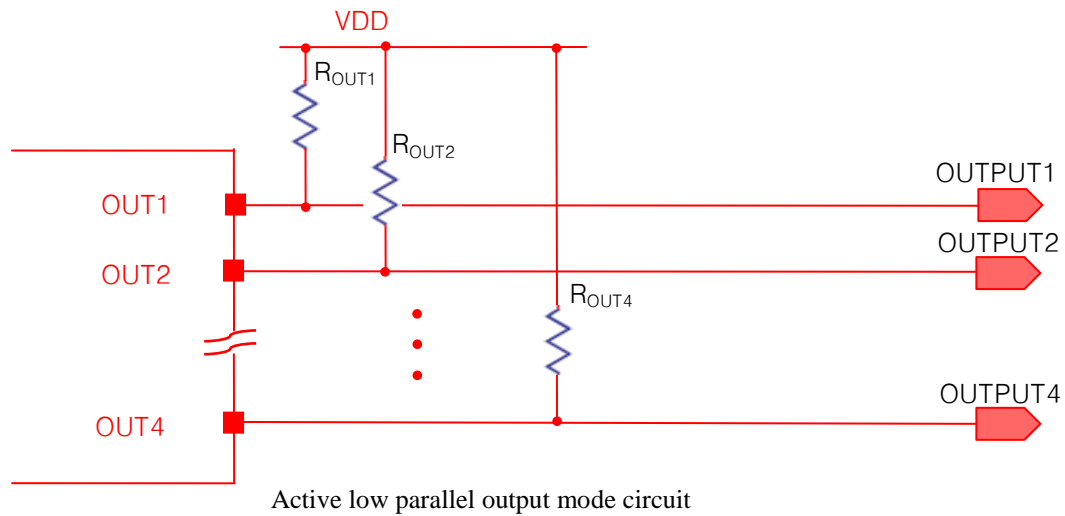 VDD
ROUT1
ROUT2
OUTPUT1
OUT1
OUTPUT2
OUT2
ROUT4
OUTPUT4
OUT4
Active low parallel output mode circuit